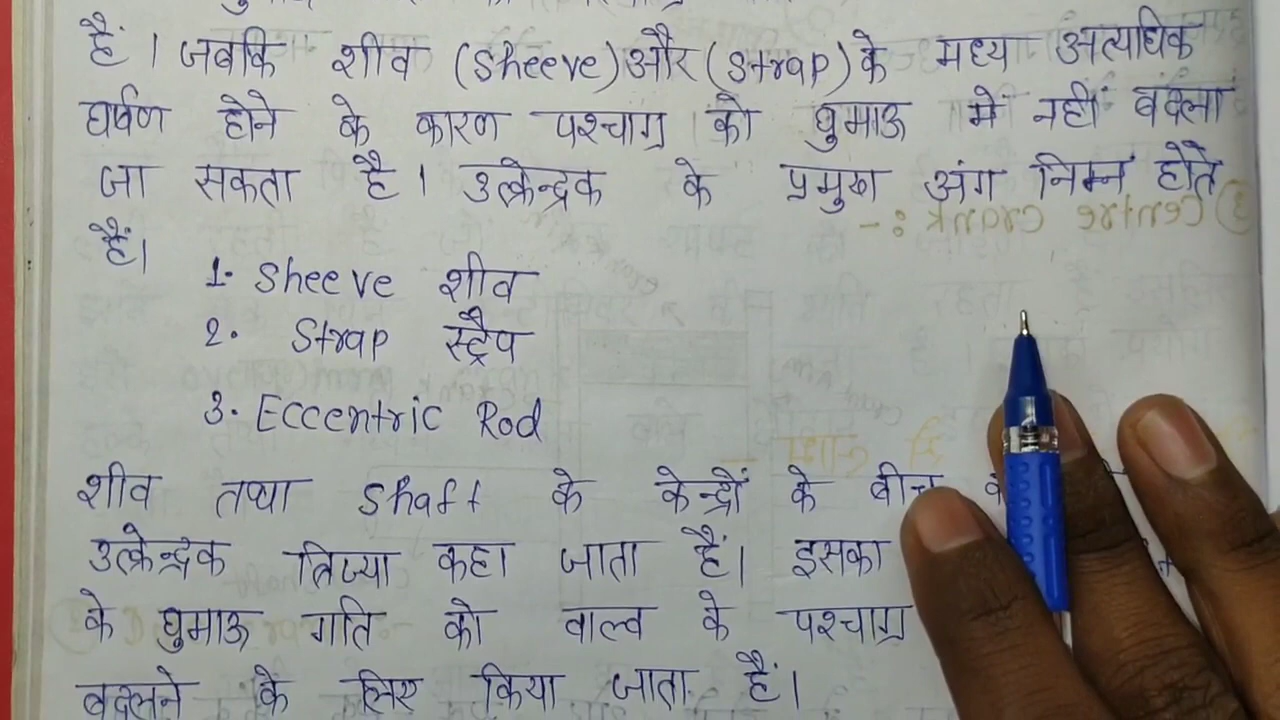 है । जबकि शीव (Sheeve) और (Strap) के मध्य अत्यधिक
घर्षण होने के कारण पश्चाग्र को घुमाऊ में नहीं बदला
जा सकता है । उत्केन्द्रक के प्रमुख अंग निम्न होते
हैं।
1. Sheeve शीव
2. Strap स्ट्रैप
3. Eccentric Rod
शीव तथा Shaft के केन्द्रों के बीच
उत्केन्द्रक त्रिज्या कहा जाता हैं। इसका
के घुमाऊ गति को वाल्व के पश्चाग्र
बदलने के लिए किया जाता हैं।